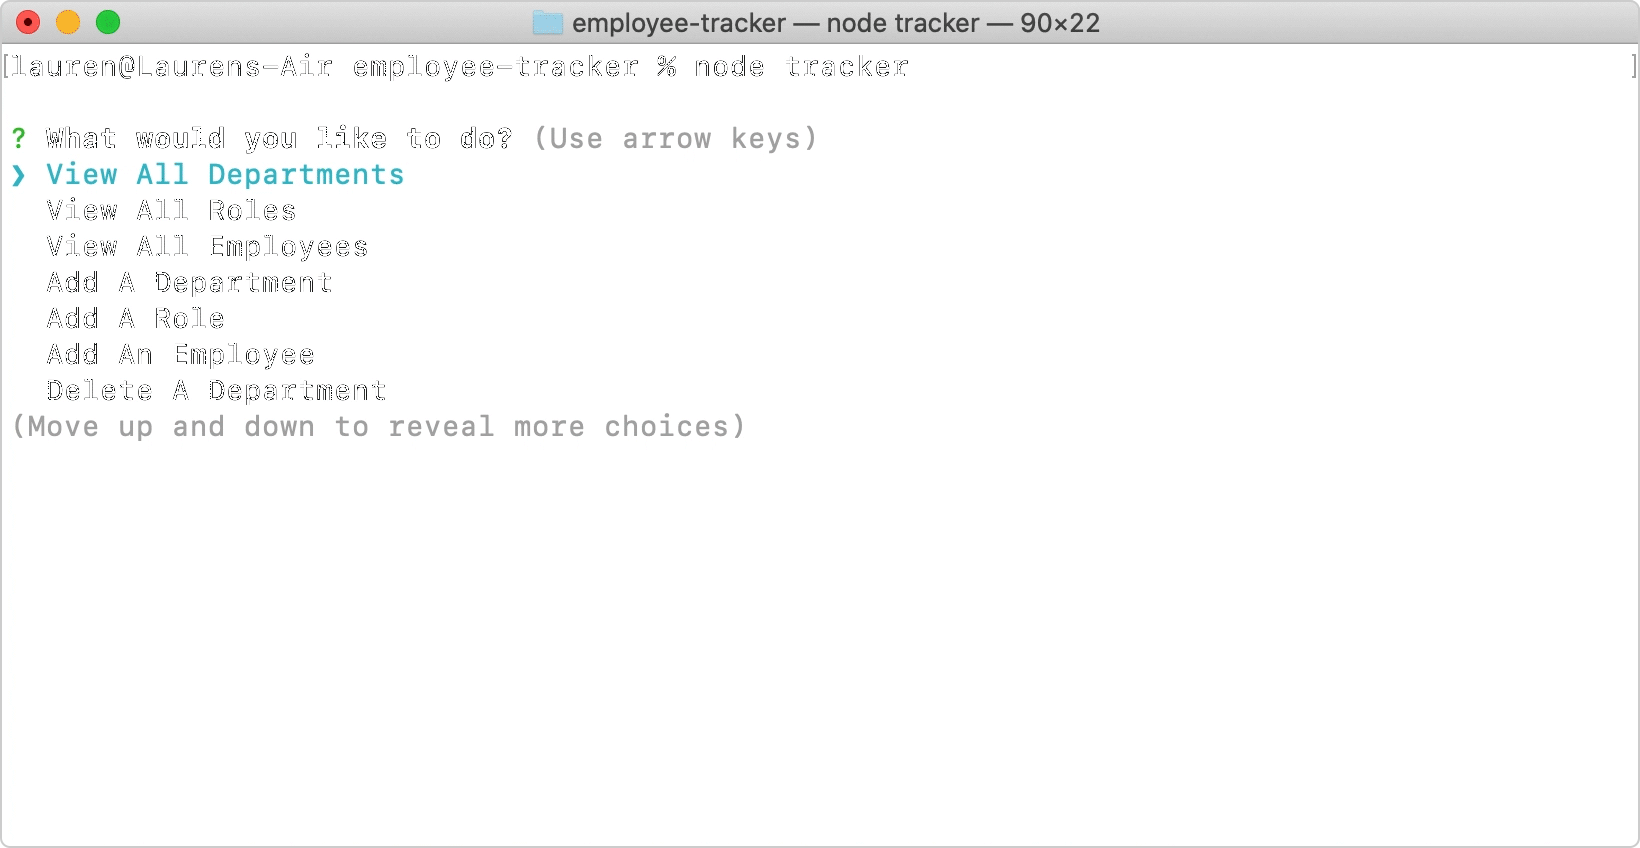 employee-tracker — node tracker — 90×22
[lauren@Laurens-Air employee-tracker % node tracker ]
? What would you like to do? (Use arrow keys)
❯ View All Departments
View All Roles
View All Employees
Add A Department
Add A Role
Add An Employee
Delete A Department
(Move up and down to reveal more choices)